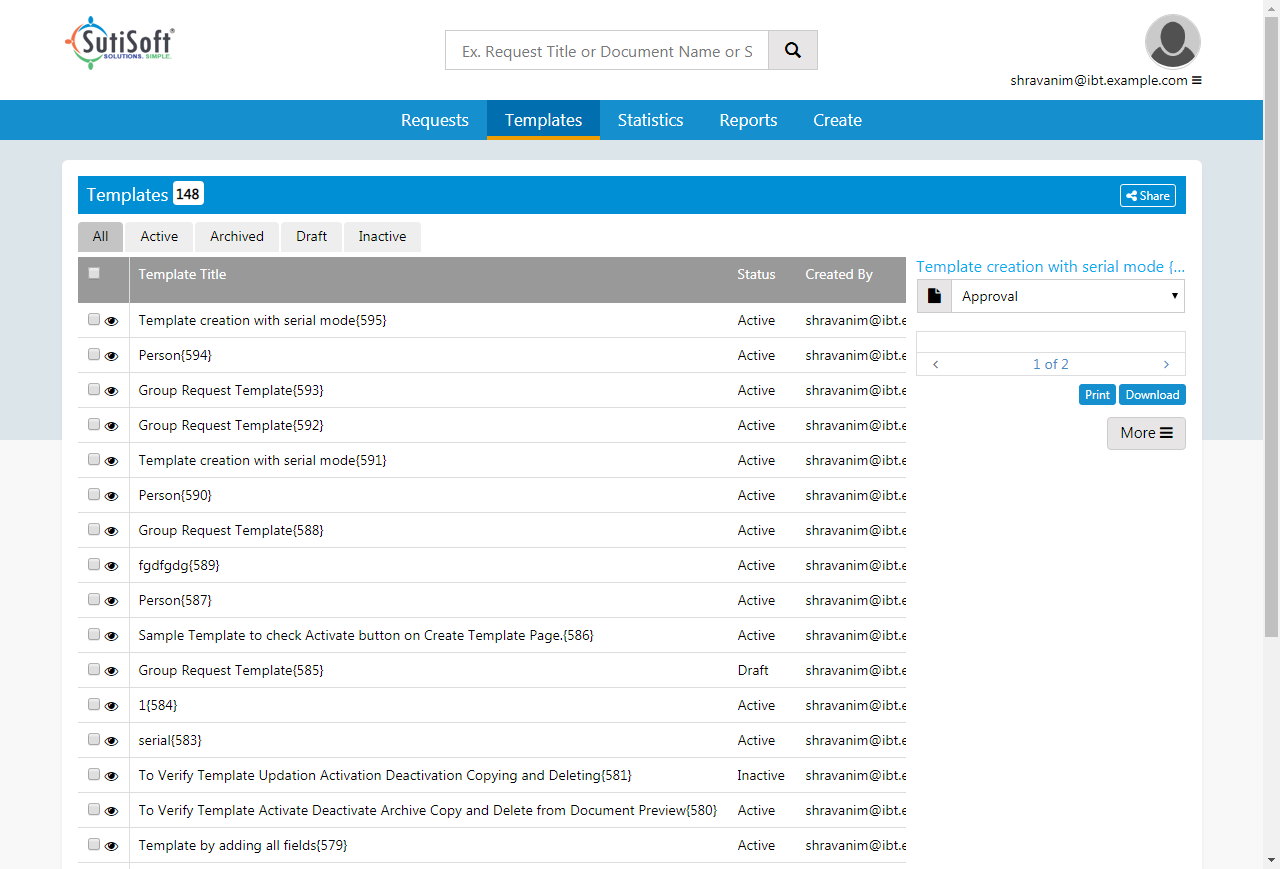 SutiSoft®
SOLUTIONS. SIMPLE.
Ex. Request Title or Document Name or S
shravanim@ibt.example.com
Requests Templates Statistics Reports Create
Templates 148
Share
All Active Archived Draft Inactive
Template Title Status Created By
Template creation with serial mode{595} Active shravanim@ibt.e
Person{594} Active shravanim@ibt.e
Group Request Template{593} Active shravanim@ibt.e
Group Request Template{592} Active shravanim@ibt.e
Template creation with serial mode{591} Active shravanim@ibt.e
Person{590} Active shravanim@ibt.e
Group Request Template{588} Active shravanim@ibt.e
fgdfgdg{589} Active shravanim@ibt.e
Person{587} Active shravanim@ibt.e
Sample Template to check Activate button on Create Template Page.{586} Active shravanim@ibt.e
Group Request Template{585} Draft shravanim@ibt.e
1{584} Active shravanim@ibt.e
serial{583} Active shravanim@ibt.e
To Verify Template Updation Activation Deactivation Copying and Deleting{581} Inactive shravanim@ibt.e
To Verify Template Activate Deactivate Archive Copy and Delete from Document Preview{580} Active shravanim@ibt.e
Template by adding all fields{579} Active shravanim@ibt.e
Template creation with serial mode {...
Approval
1 of 2
Print Download
More